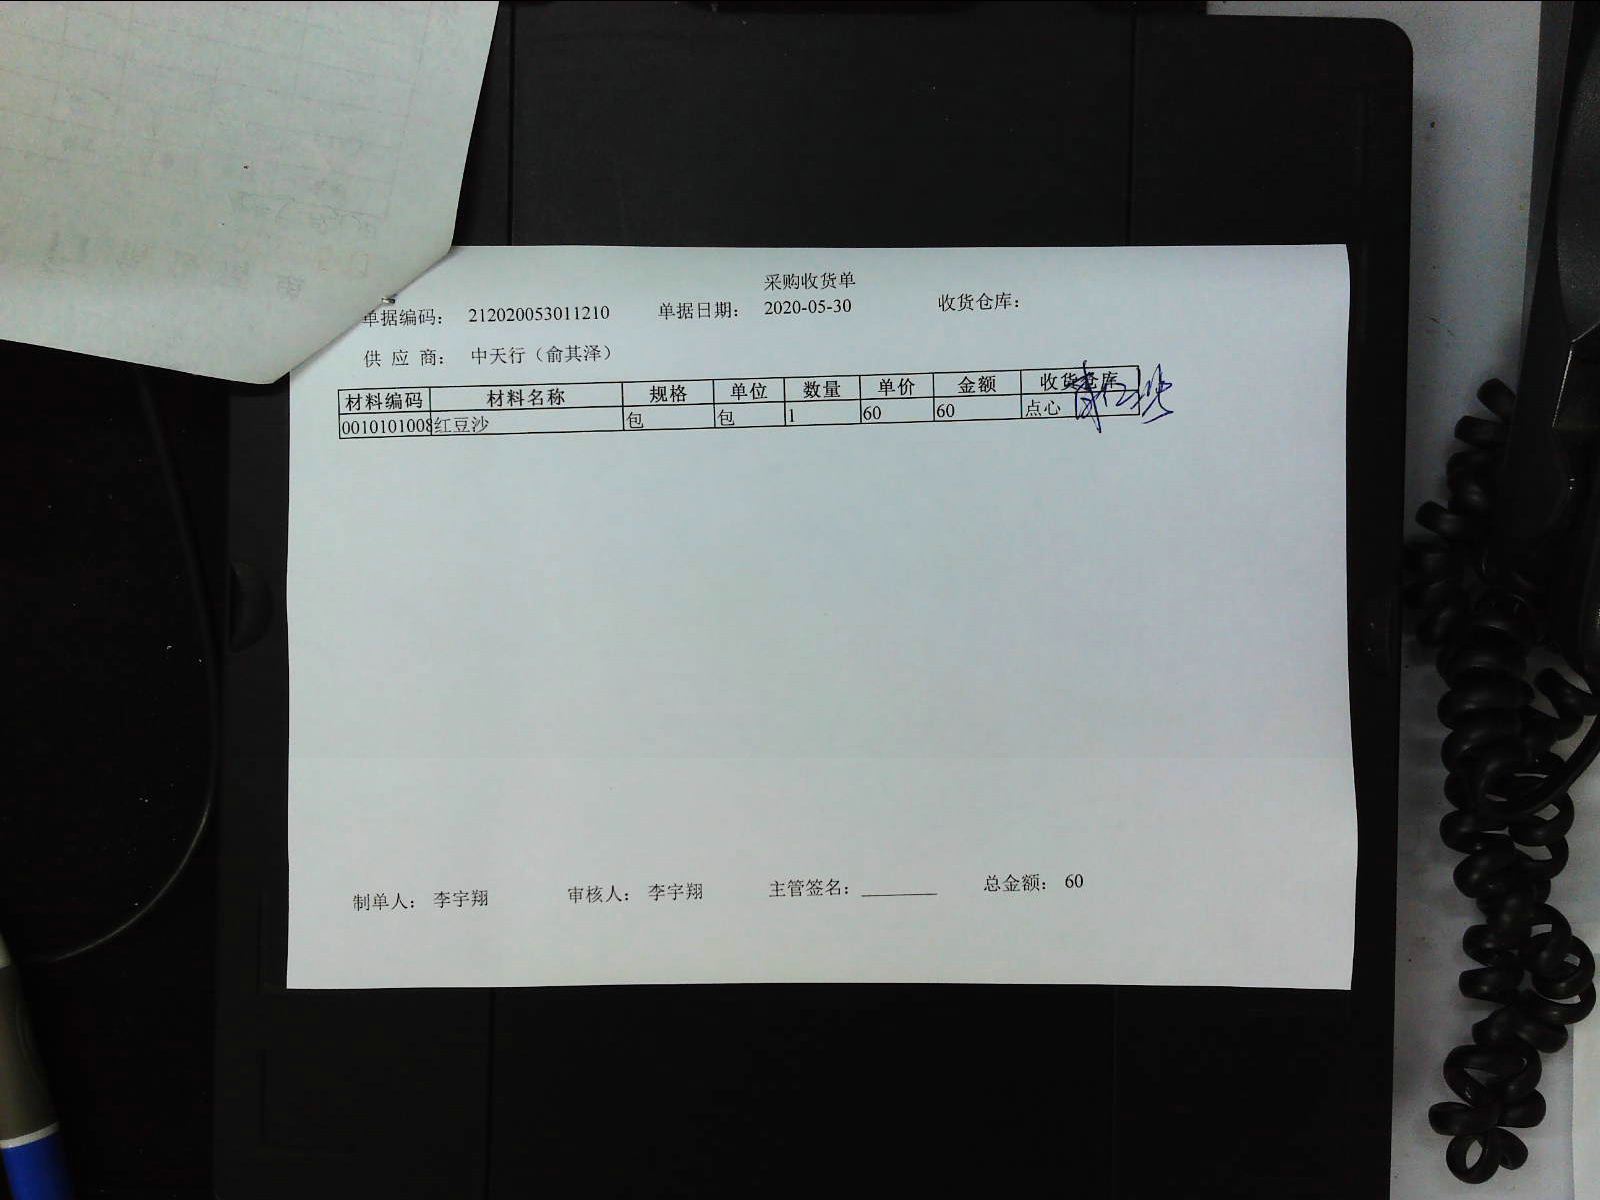 采购收货单
单据编码： 212020053011210 单据日期： 2020-05-30 收货仓库：
供 应 商： 中天行（俞其泽）
材料编码 材料名称 规格 单位 数量 单价 金额 收货仓库
0010101008 红豆沙 包 包 1 60 60 点心
制单人： 李宇翔 审核人： 李宇翔 主管签名： ________ 总金额： 60